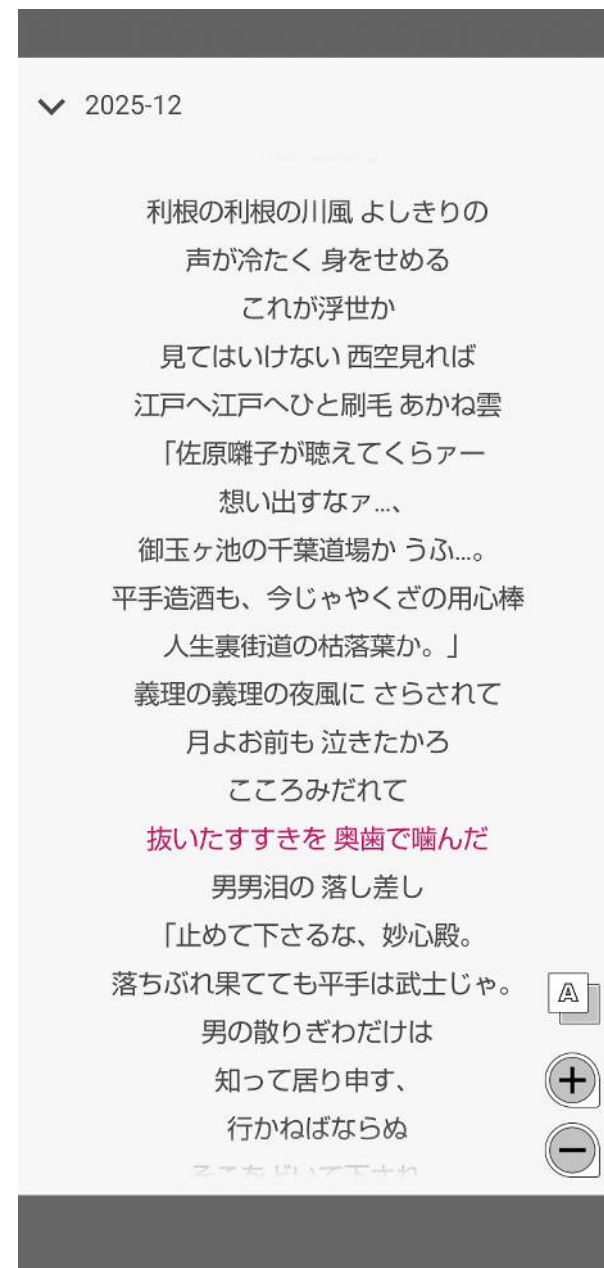 2025-12
利根の利根の川風 よしきりの
声が冷たく 身をせめる
これが浮世か
見てはいけない 西空見れば
江戸へ江戸へひと刷毛 あかね雲
「佐原囃子が聴えてくらァー
想い出すなァ…、
御玉ヶ池の千葉道場か うふ…。
平手造酒も、今じゃやくざの用心棒
人生裏街道の枯落葉か。」
義理の義理の夜風に さらされて
月よお前も 泣きたかろ
こころみだれて
抜いたすすきを 奥歯で噛んだ
男男泪の 落し差し
「止めて下さるな、妙心殿。
落ちぶれ果てても平手は武士じゃ。
男の散りぎわだけは
知って居り申す、
行かねばならぬ
そこをどいて下され
A